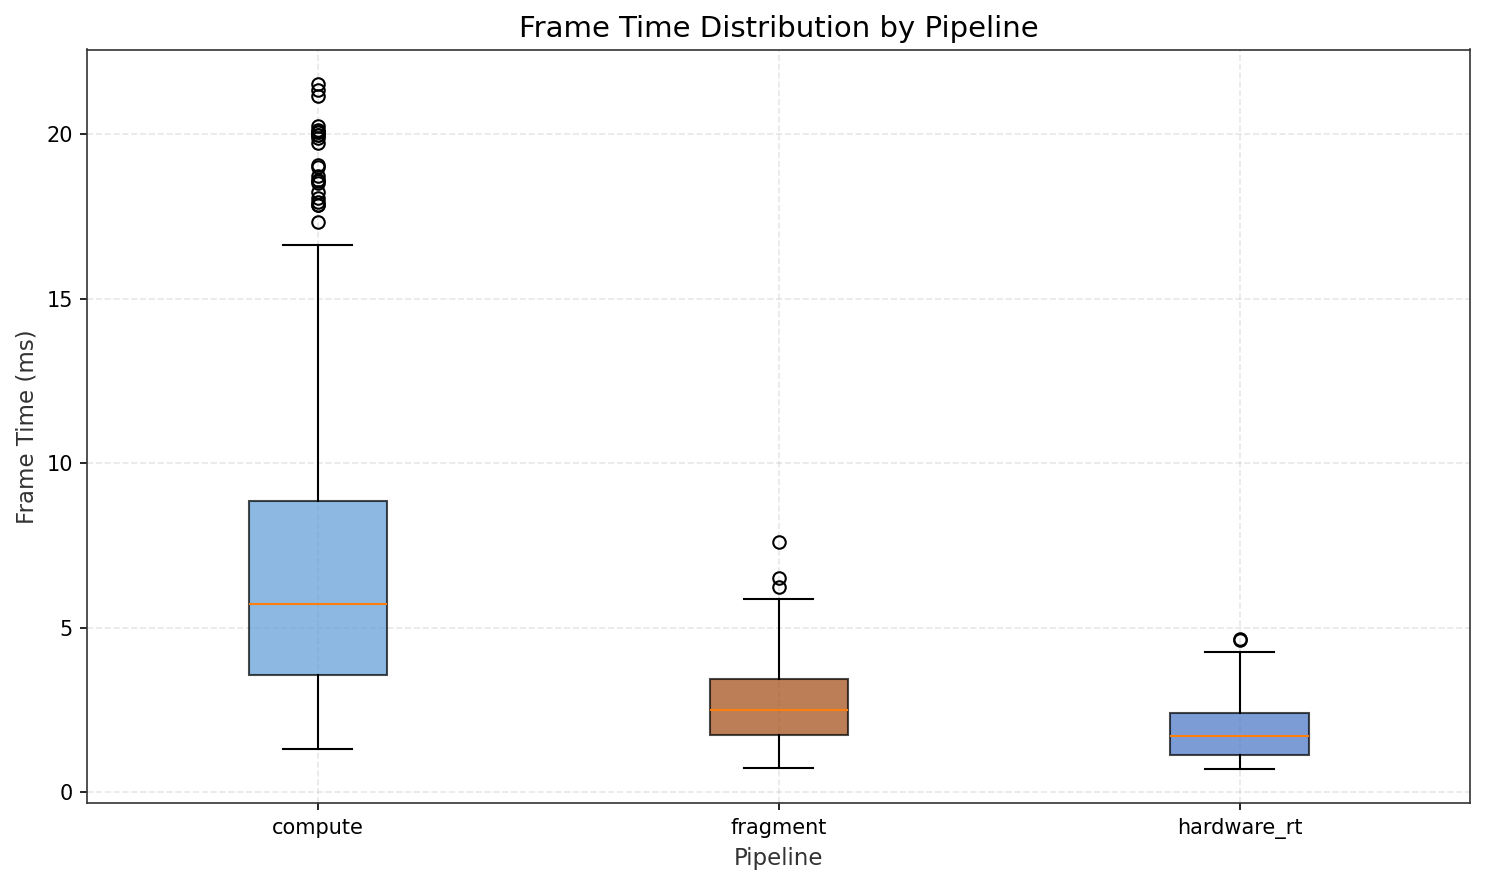 Frame Time Distribution by Pipeline
Frame Time (ms)
20
15
10
5
0
compute
fragment
hardware_rt
Pipeline